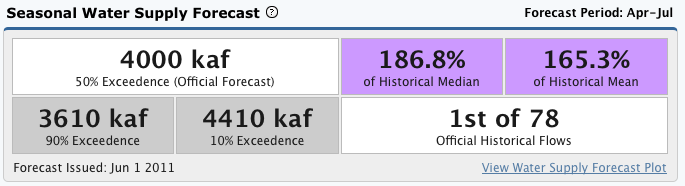 Seasonal Water Supply Forecast ? Forecast Period: Apr-Jul
4000 kaf
50% Exceedence (Official Forecast)
186.8%
of Historical Median
165.3%
of Historical Mean
3610 kaf
90% Exceedence
4410 kaf
10% Exceedence
1st of 78
Official Historical Flows
Forecast Issued: Jun 1 2011 View Water Supply Forecast Plot